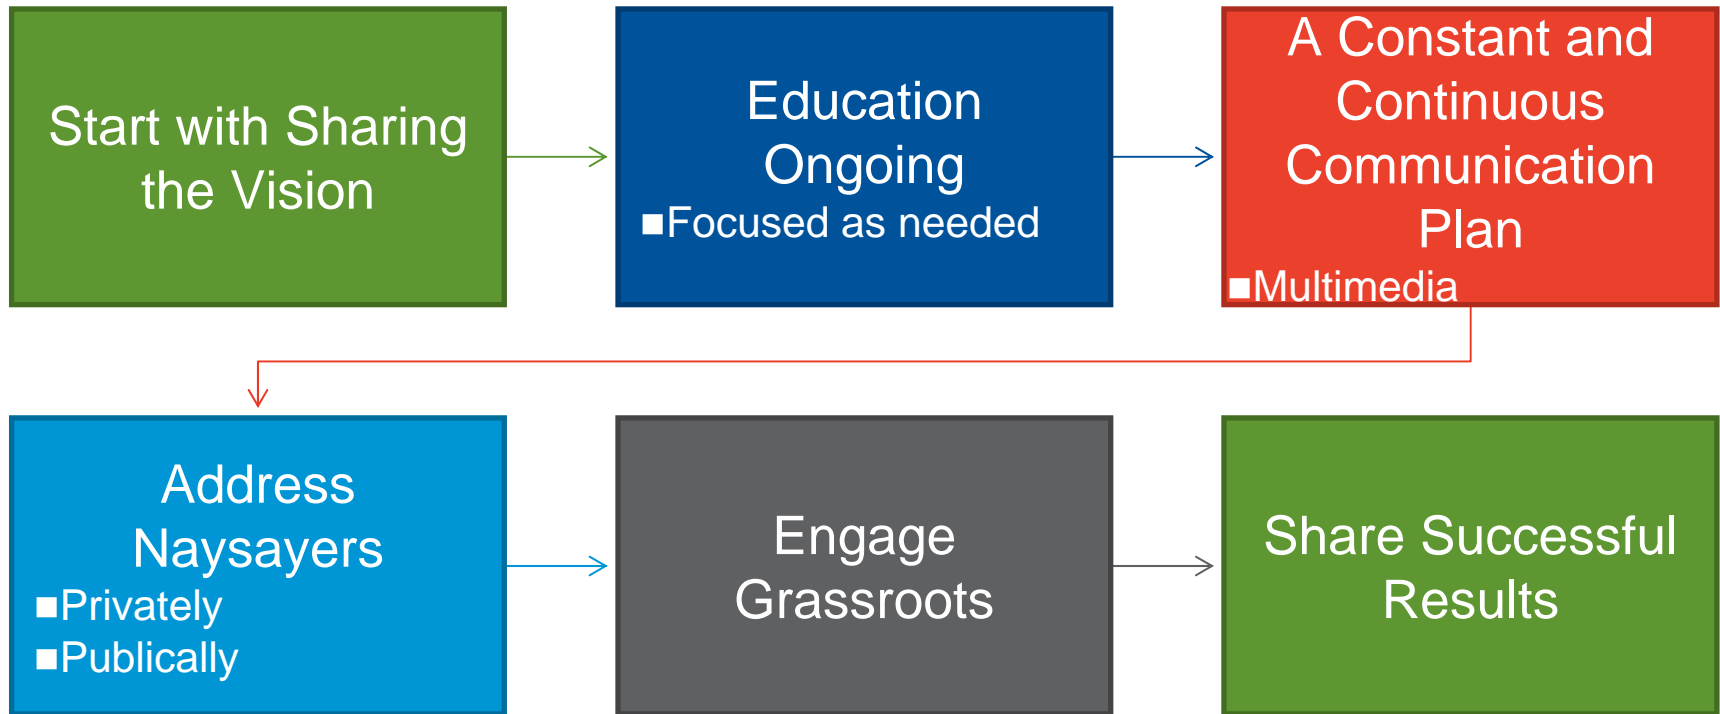 Start with Sharing
the Vision
Education
Ongoing
■Focused as needed
A Constant and
Continuous
Communication
Plan
■Multimedia
Address
Naysayers
■Privately
■Publically
Engage
Grassroots
Share Successful
Results